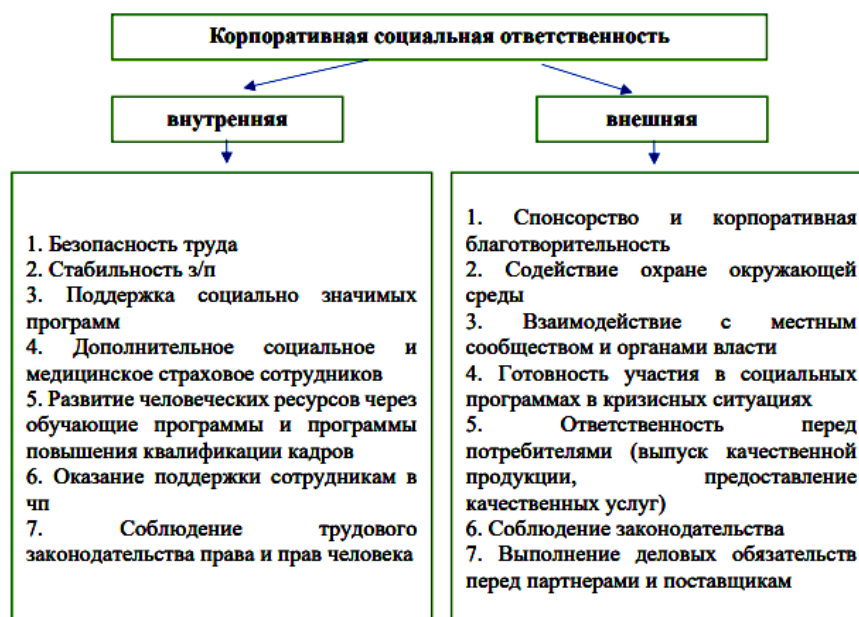 Корпоративная социальная ответственность
внутренняя
внешняя
1. Безопасность труда
2. Стабильность з/п
3. Поддержка социально значимых
программ
4. Дополнительное социальное и
медицинское страховое сотрудников
5. Развитие человеческих ресурсов через
обучающие программы и программы
повышения квалификации кадров
6. Оказание поддержки сотрудникам в
чп
7. Соблюдение трудового
законодательства права и прав человека
1. Спонсорство и корпоративная
благотворительность
2. Содействие охране окружающей
среды
3. Взаимодействие с местным
сообществом и органами власти
4. Готовность участия в социальных
программах в кризисных ситуациях
5. Ответственность перед
потребителями (выпуск качественной
продукции, предоставление
качественных услуг)
6. Соблюдение законодательства
7. Выполнение деловых обязательств
перед партнерами и поставщикам